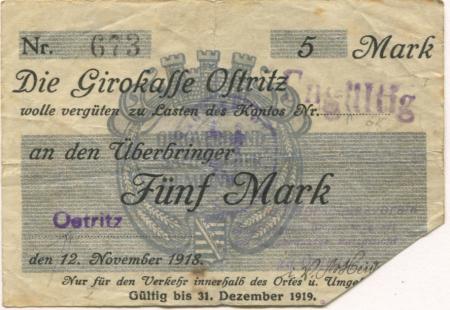 Nr. 673 5 Mark
Die Girokasse Ostritz
wolle vergüten zu Lasten des Kontos Nr.
Ungültig
an den Überbringer
Fünf Mark
Ostritz
den 12. November 1918.
Nur für den Verkehr innerhalb des Ortes u.
Gültig bis 31. Dezember 1919.